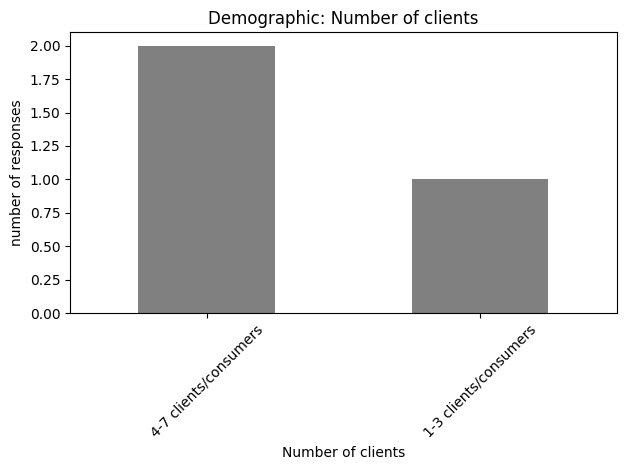 Demographic: Number of clients
number of responses
2.00
1.75
1.50
1.25
1.00
0.75
0.50
0.25
0.00
4-7 clients/consumers
1-3 clients/consumers
Number of clients